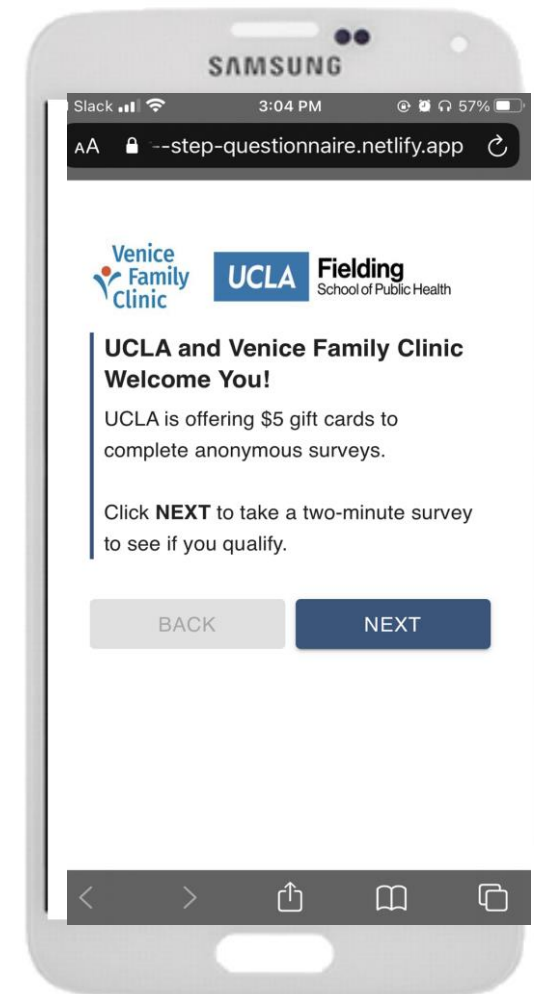 SAMSUNG
Slack 3:04 PM 57%
AA --step-questionnaire.netlify.app
Venice
Family
Clinic
UCLA
Fielding
School of Public Health
UCLA and Venice Family Clinic
Welcome You!
UCLA is offering $5 gift cards to
complete anonymous surveys.
Click NEXT to take a two-minute survey
to see if you qualify.
BACK NEXT